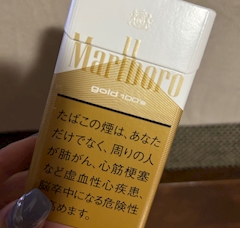 Marlboro
gold 100's
たばこの煙は、あなた
だけでなく、周りの人
が肺がん、心筋梗塞
など虚血性心疾患、
脳卒中になる危険性
高めます。